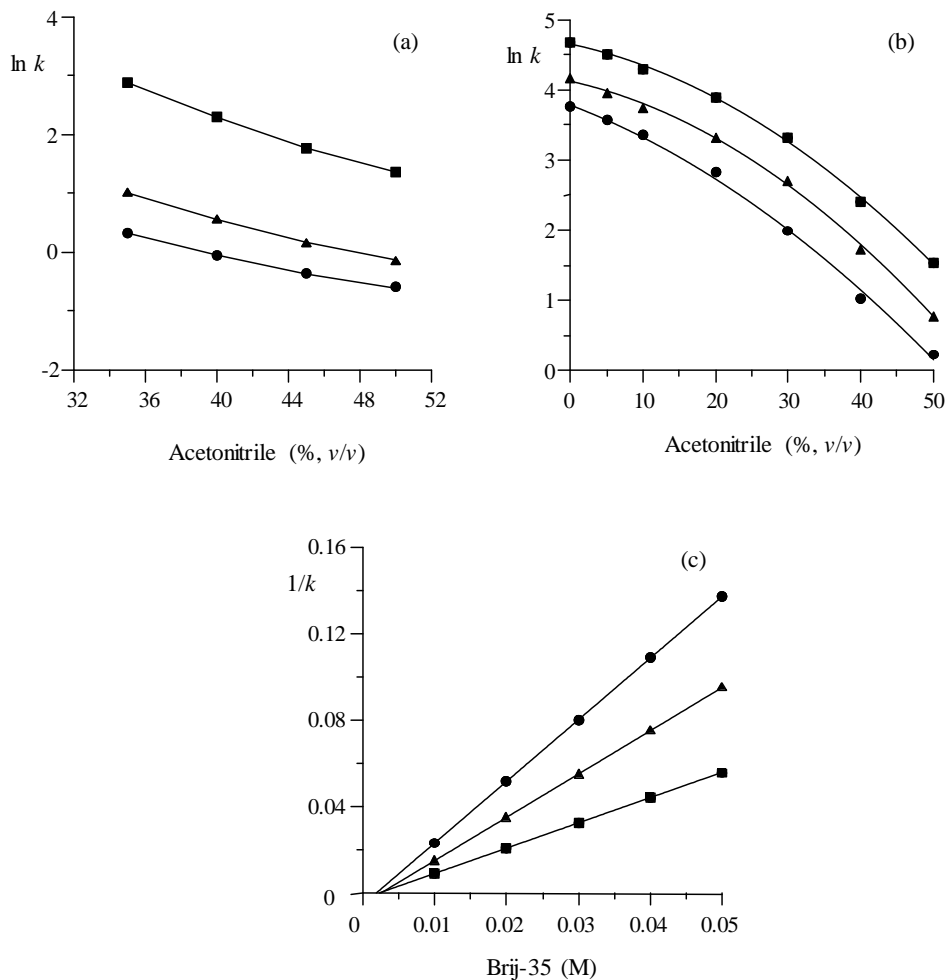 (a)
ln k
4
2
0
-2
32 36 40 44 48 52
Acetonitrile (%, v/v)
(b)
ln k
5
4
3
2
1
0
0 10 20 30 40 50
Acetonitrile (%, v/v)
(c)
1/k
0.16
0.12
0.08
0.04
0
0 0.01 0.02 0.03 0.04 0.05
Brij-35 (M)